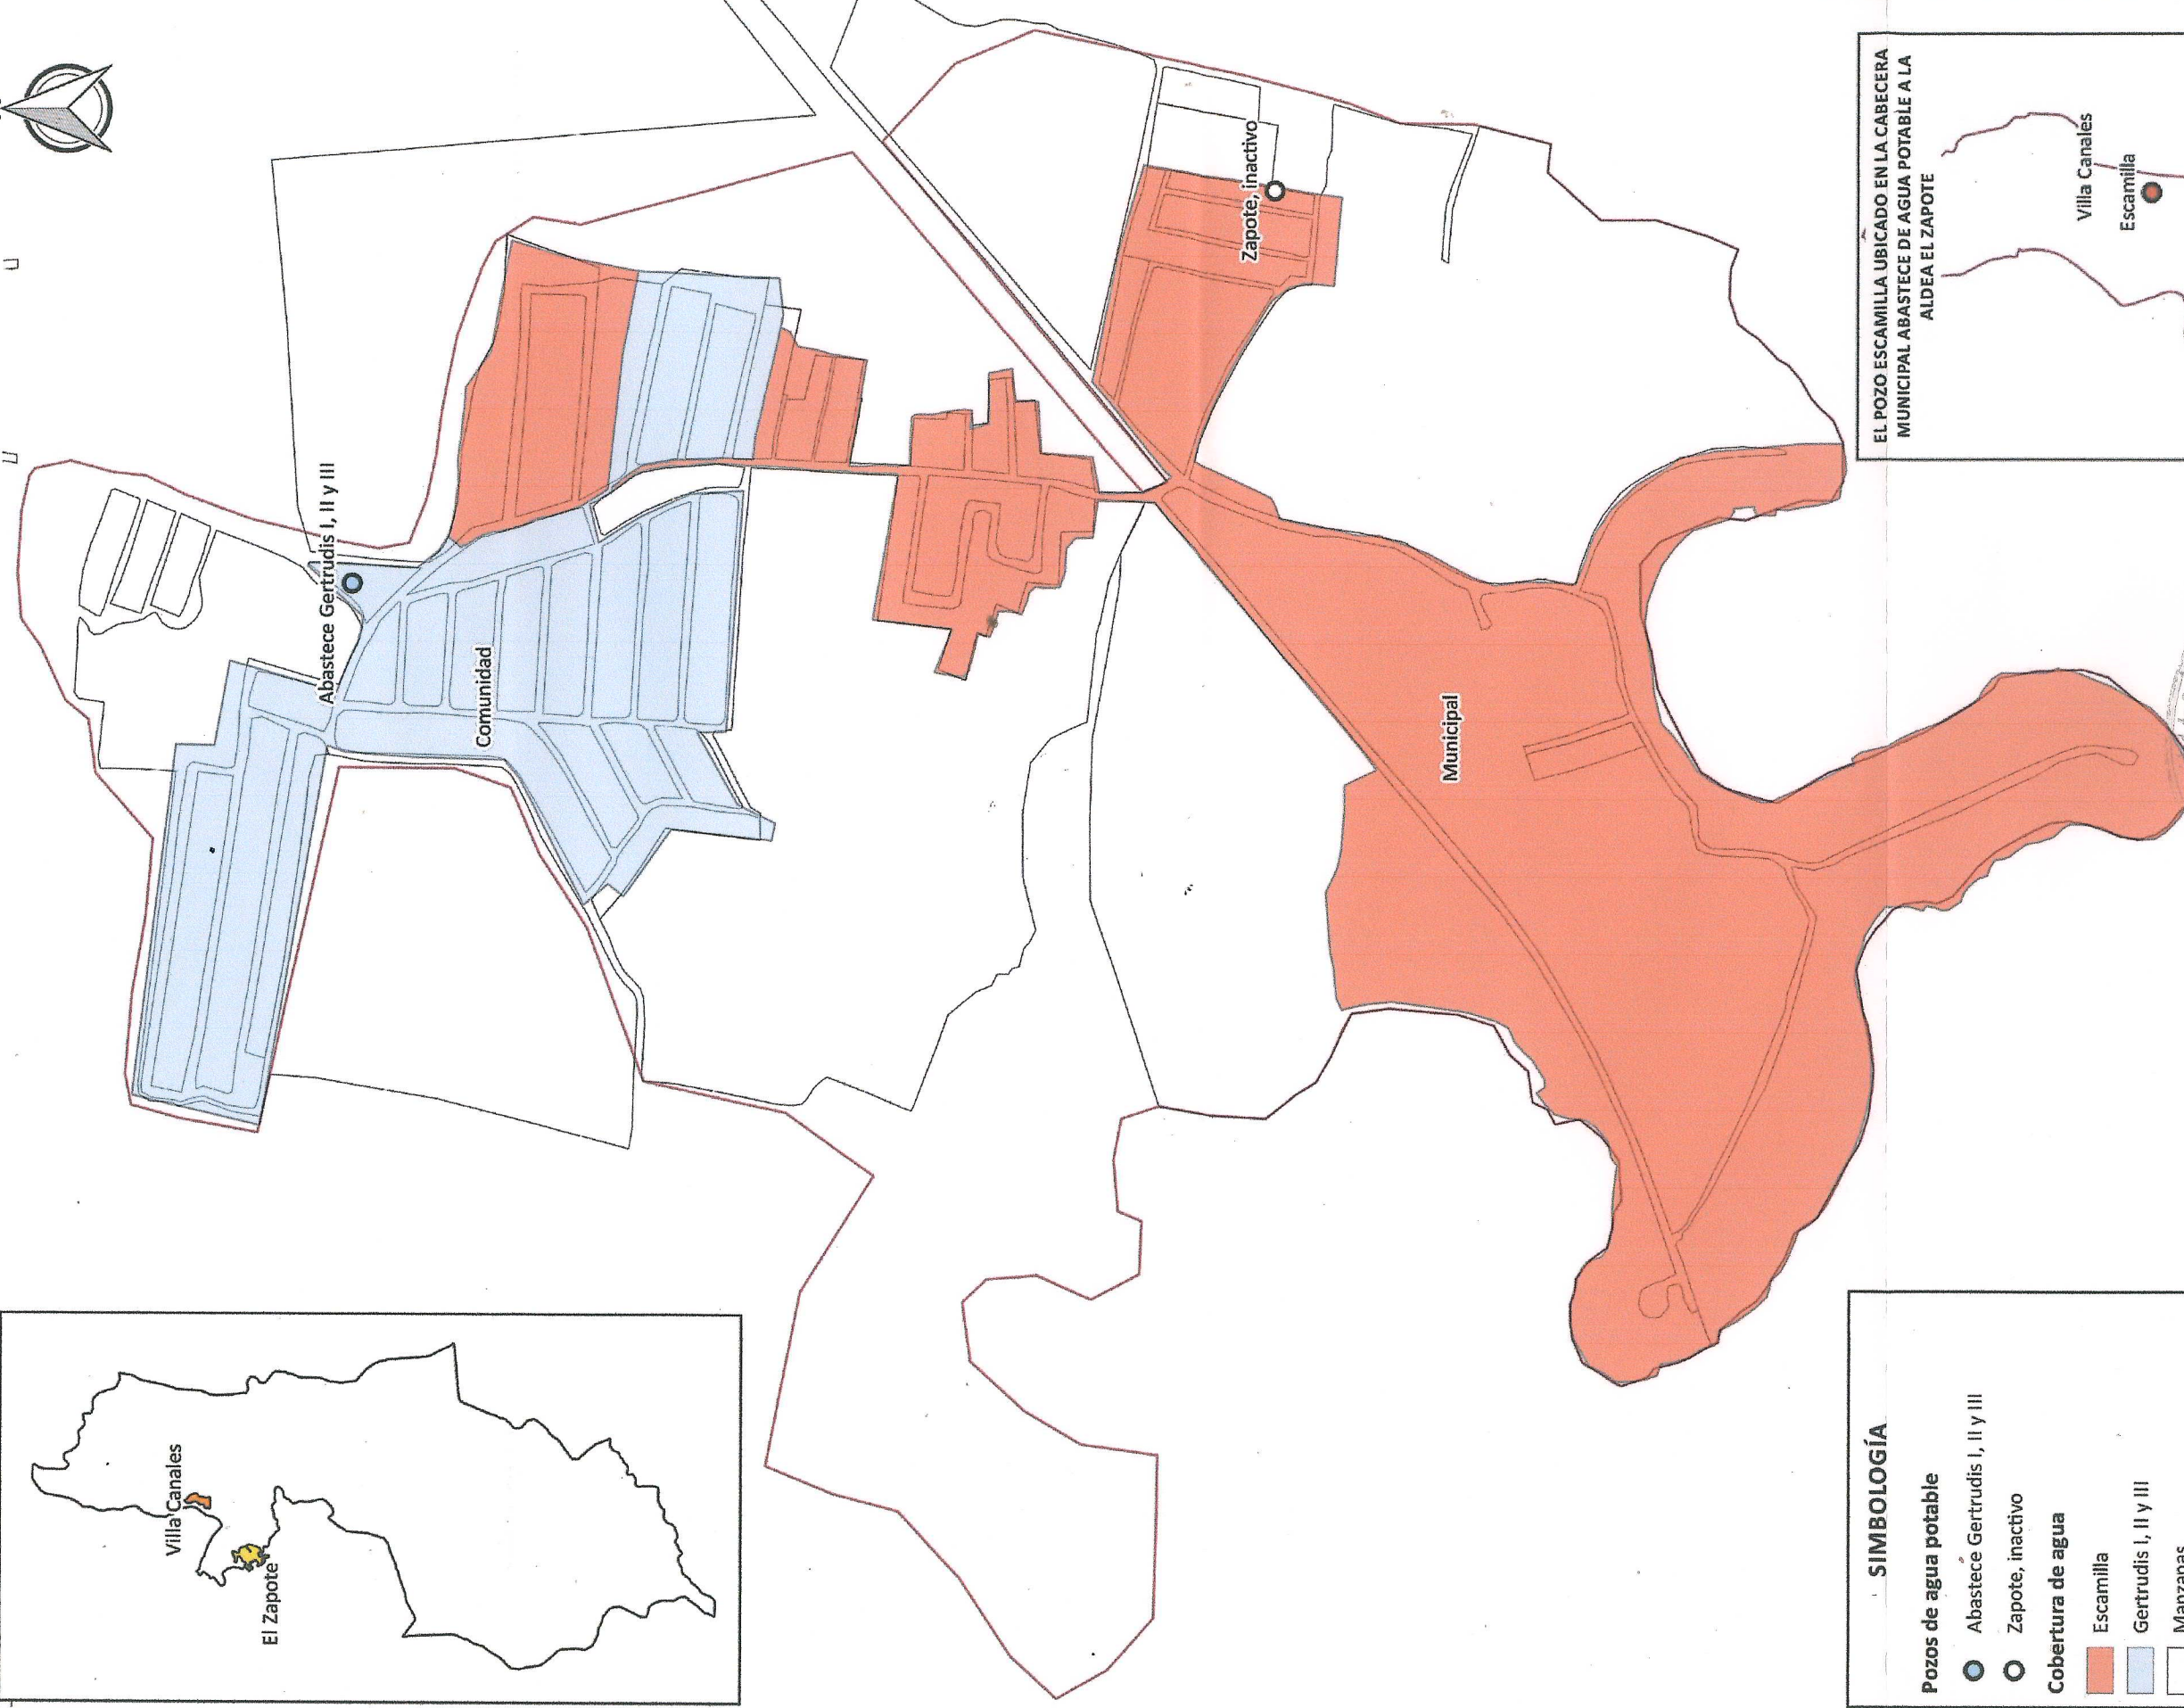 Abastece Gertrudis I, II y III
Comunidad
Zapote, inactivo
Municipal
Villa Canales
El Zapote
EL POZO ESCAMILLA UBICADO EN LA CABECERA
MUNICIPAL ABASTECE DE AGUA POTABLE A LA
ALDEA EL ZAPOTE
Villa Canales
Escamilla
SIMBOLOGÍA
Pozos de agua potable
Abastece Gertrudis I, II y III
Zapote, inactivo
Cobertura de agua
Escamilla
Gertrudis I, II y III
Manzanas